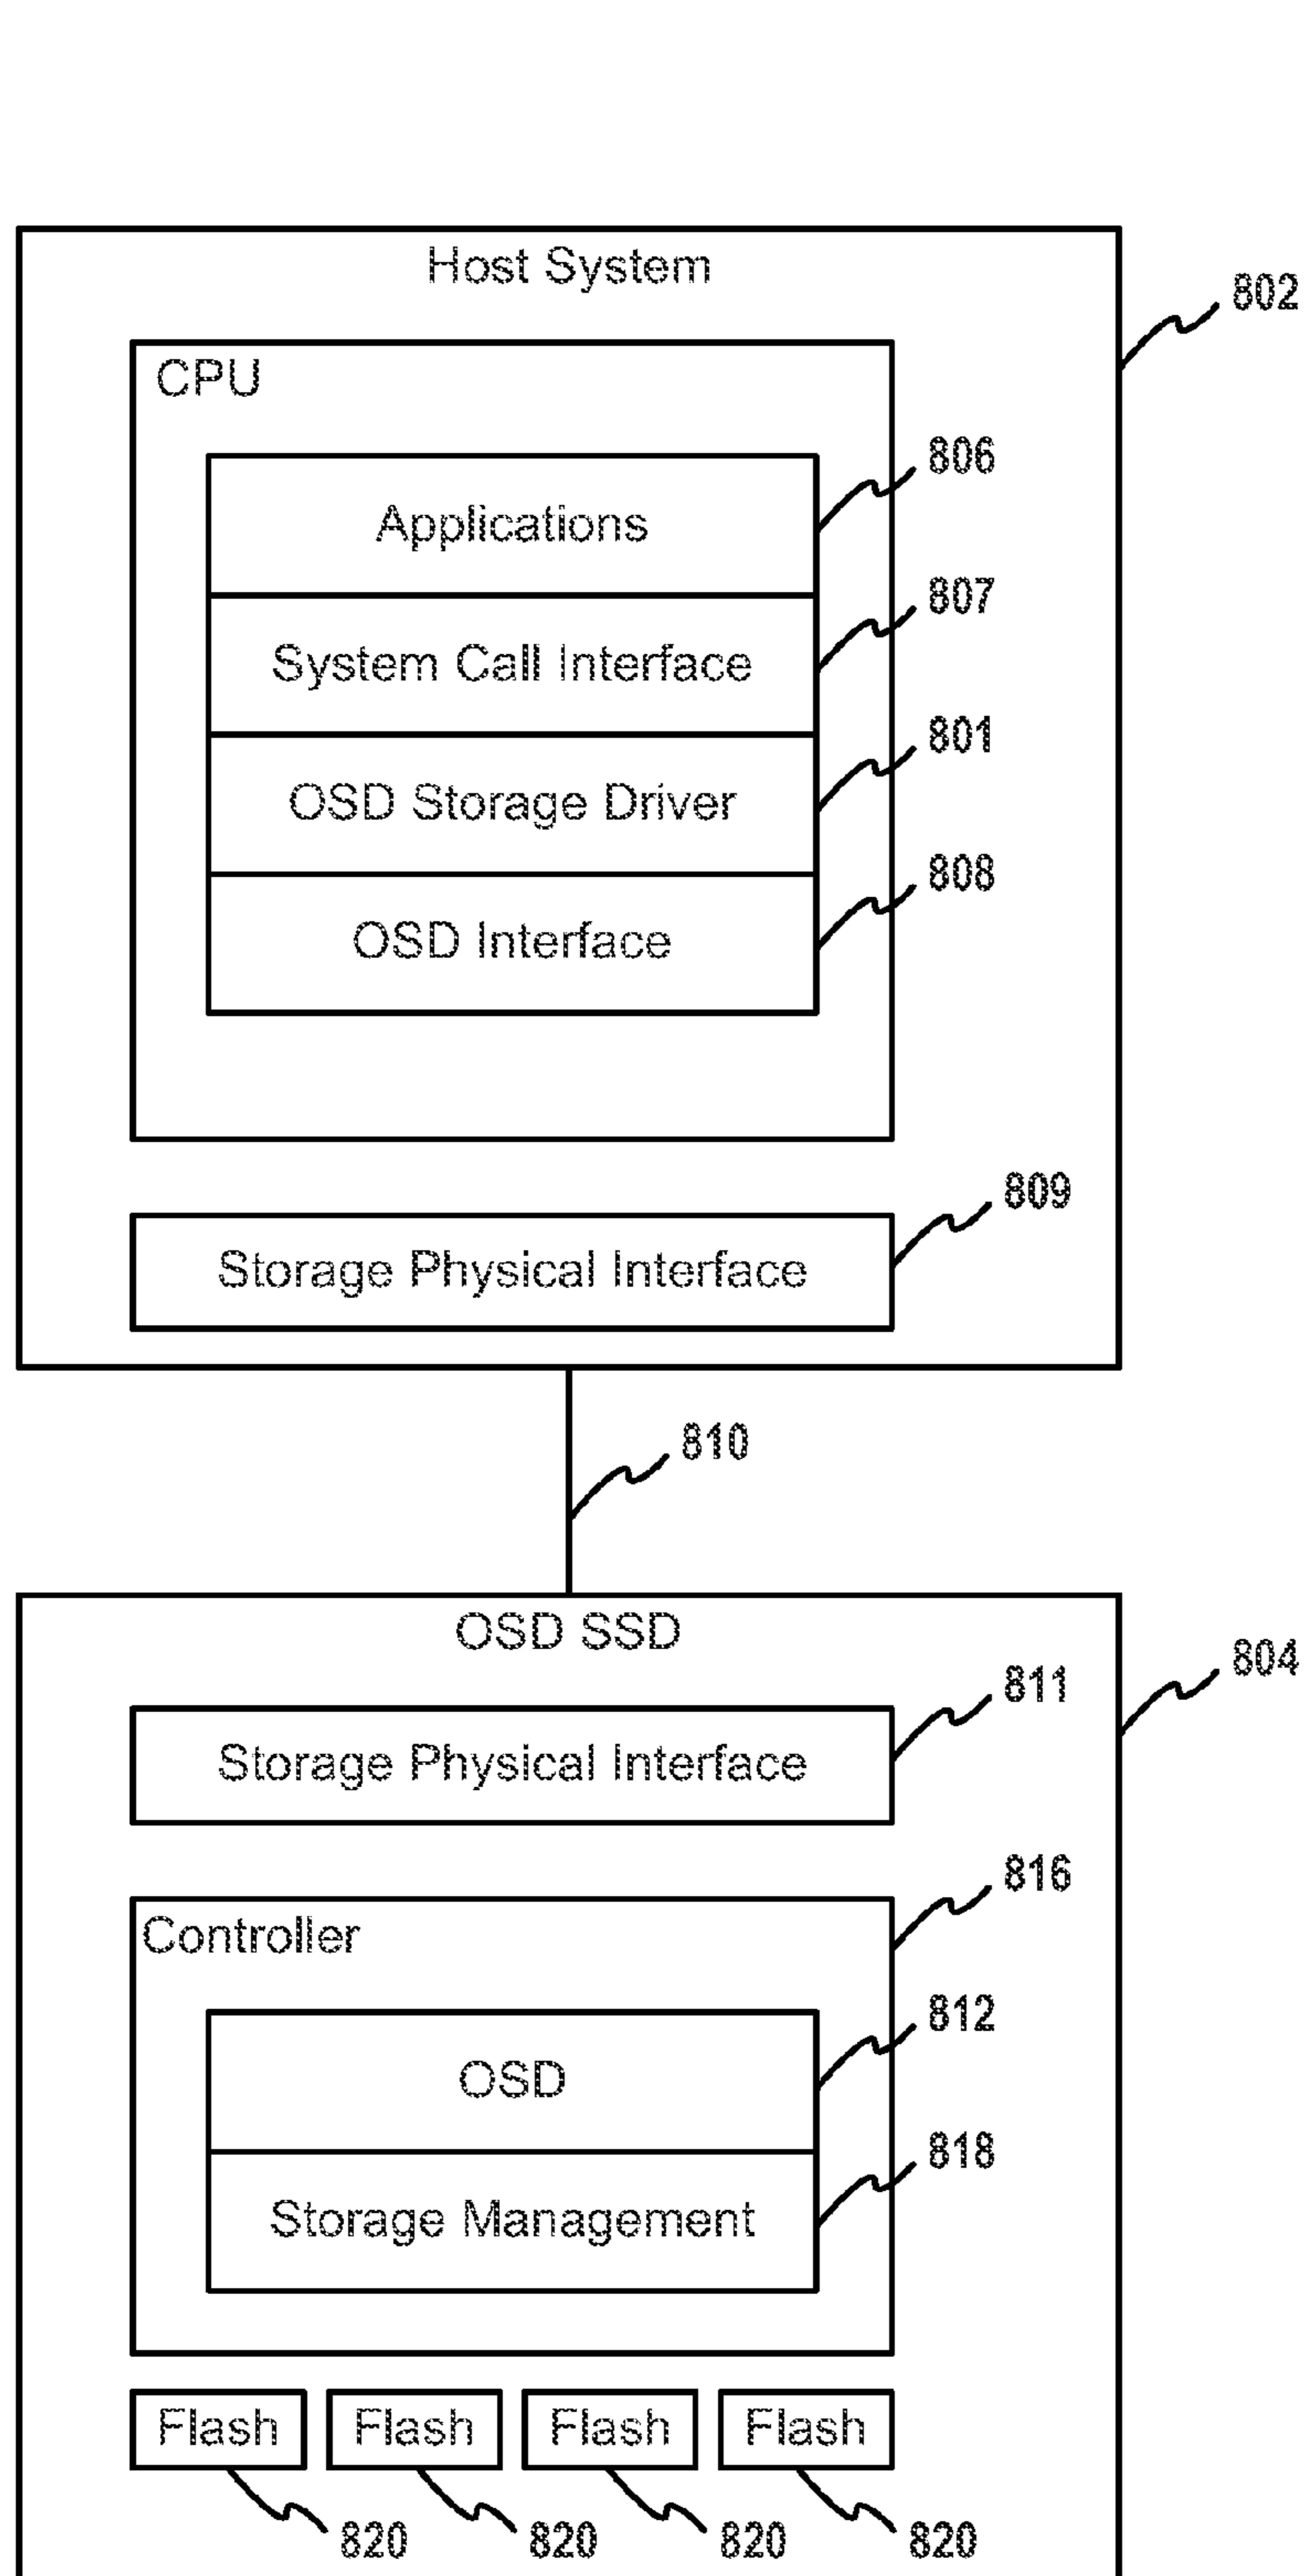 Host System
802
CPU
806
Applications
807
System Call Interface
801
OSD Storage Driver
808
OSD Interface
809
Storage Physical Interface
810
OSD SSD
804
811
Storage Physical Interface
816
Controller
812
OSD
818
Storage Management
Flash Flash Flash Flash
820 820 820 820